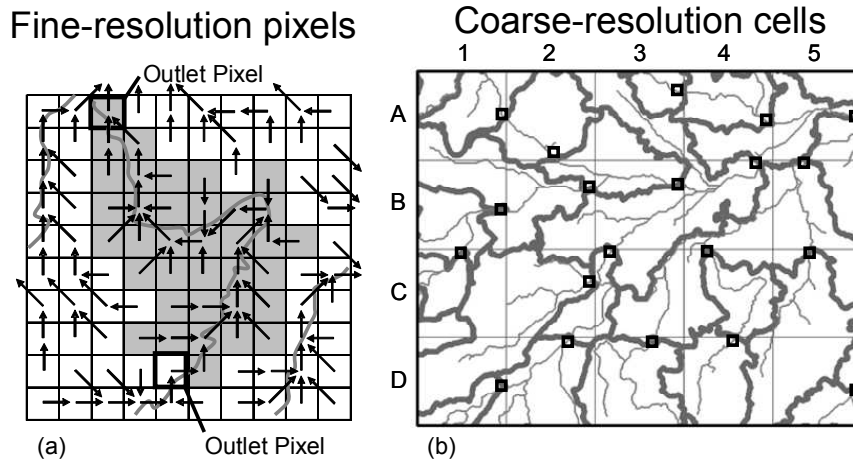 Fine-resolution pixels
Outlet Pixel
Outlet Pixel
(a)
Coarse-resolution cells
1 2 3 4 5
A
B
C
D
(b)